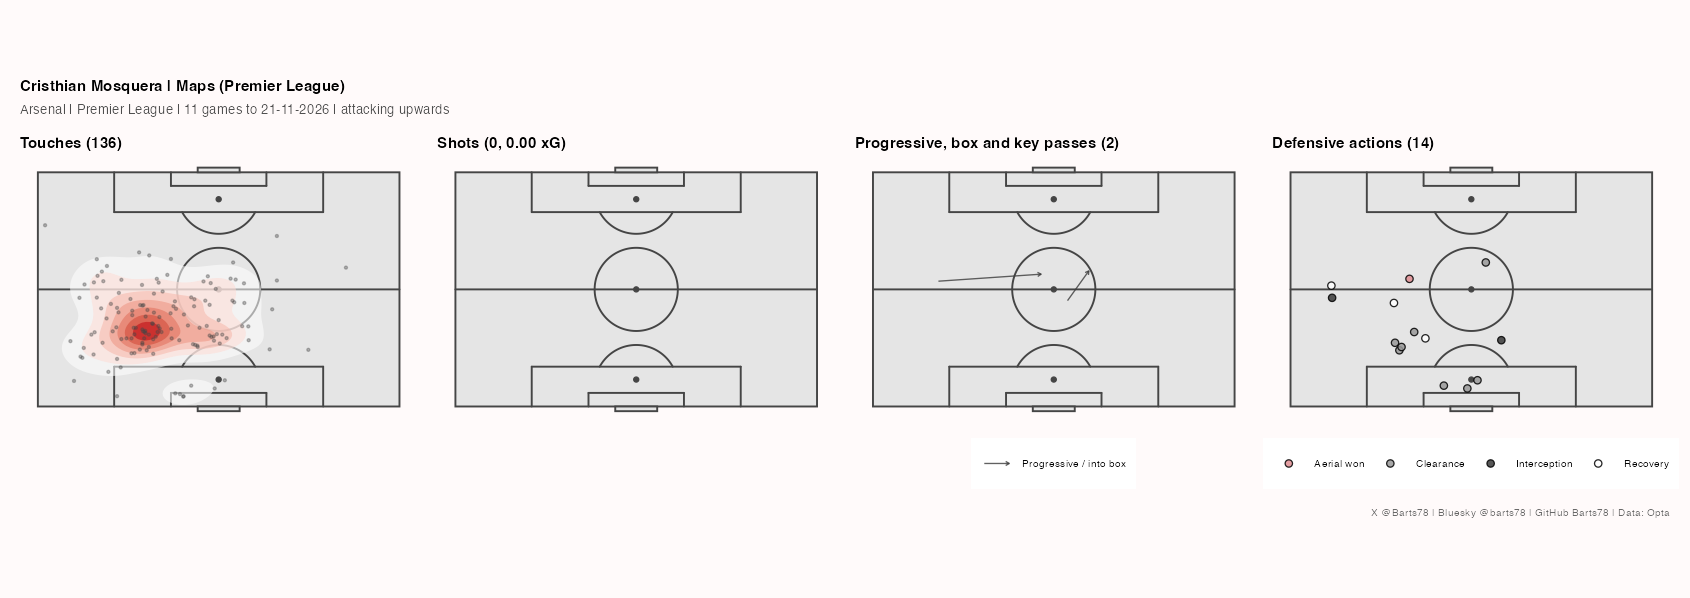 Cristhian Mosquera | Maps (Premier League)
Arsenal | Premier League | 11 games to 21-11-2026 | attacking upwards
Touches (136)
Shots (0, 0.00 xG)
Progressive, box and key passes (2)
Defensive actions (14)
Progressive / into box
Aerial won
Clearance
Interception
Recovery
X @Barts78 | Bluesky @barts78 | GitHub Barts78 | Data: Opta